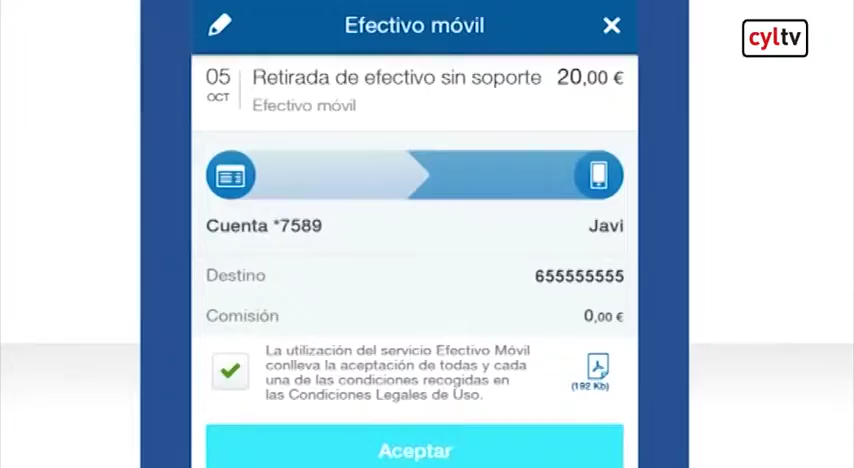 Efectivo móvil
cyltv
05 Retirada de efectivo sin soporte 20,00 €
OCT Efectivo móvil
Cuenta *7589 Javi
Destino 655555555
Comisión 0,00 €
La utilización del servicio Efectivo Móvil
conlleva la aceptación de todas y cada
una de las condiciones recogidas en
las Condiciones Legales de Uso.
(192 Kb)
Aceptar